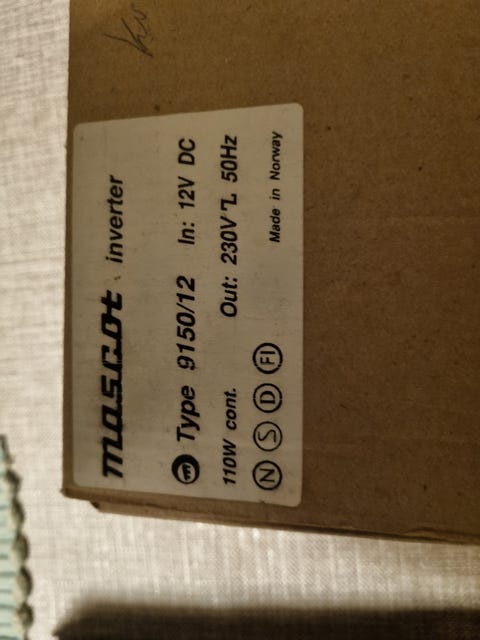 mascot inverter
Type 9150/12 In: 12V DC
110W cont. Out: 230V 50Hz
N S D FI Made in Norway